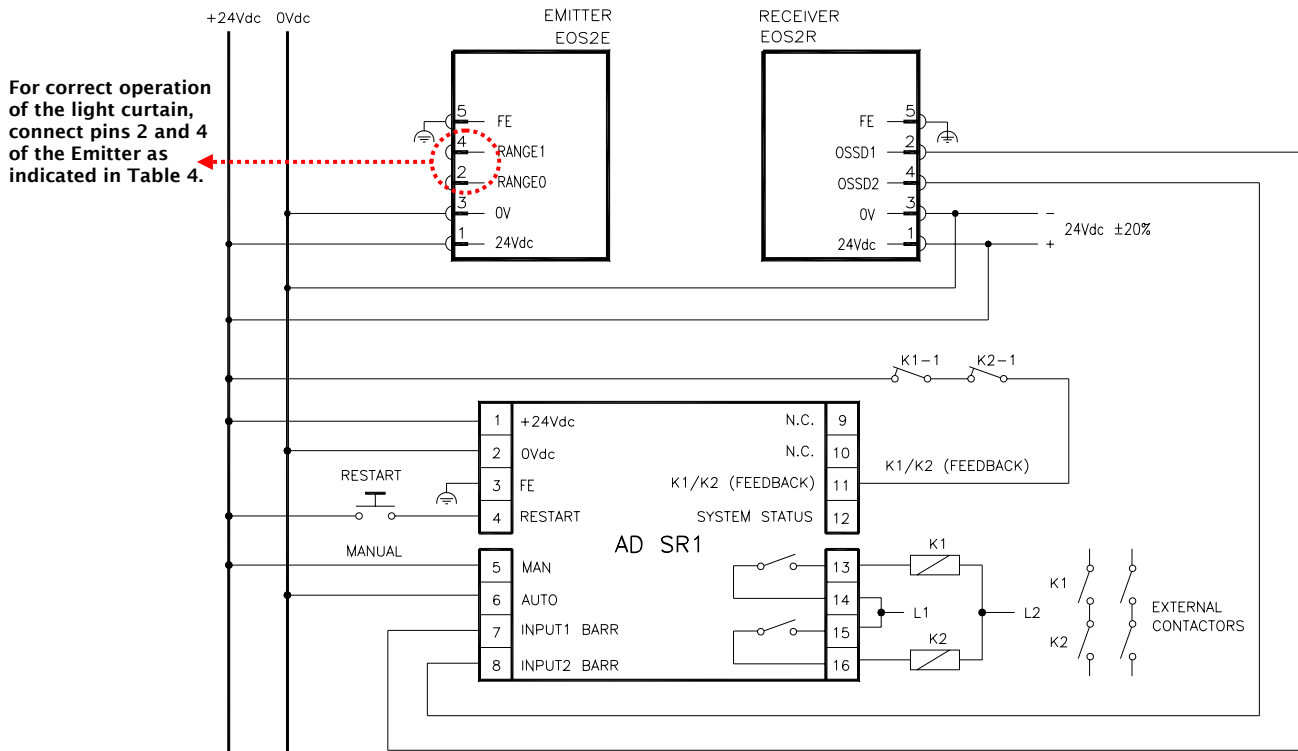 +24Vdc 0Vdc
For correct operation
of the light curtain,
connect pins 2 and 4
of the Emitter as
indicated in Table 4.
EMITTER
EOS2E
5 FE
4 RANGE1
2 RANGE0
3 0V
1 24Vdc
RECEIVER
EOS2R
FE 5
OSSD1 2
OSSD2 4
0V 3
24Vdc 1
-
24Vdc ±20%
+
K1-1 K2-1
K1/K2 (FEEDBACK)
RESTART
MANUAL
1 +24Vdc
2 0Vdc
3 FE
4 RESTART
5 MAN
6 AUTO
7 INPUT1 BARR
8 INPUT2 BARR
AD SR1
N.C. 9
N.C. 10
K1/K2 (FEEDBACK) 11
SYSTEM STATUS 12
13
14
15
16
K1
L1
K2
L2
K1
K2
EXTERNAL
CONTACTORS